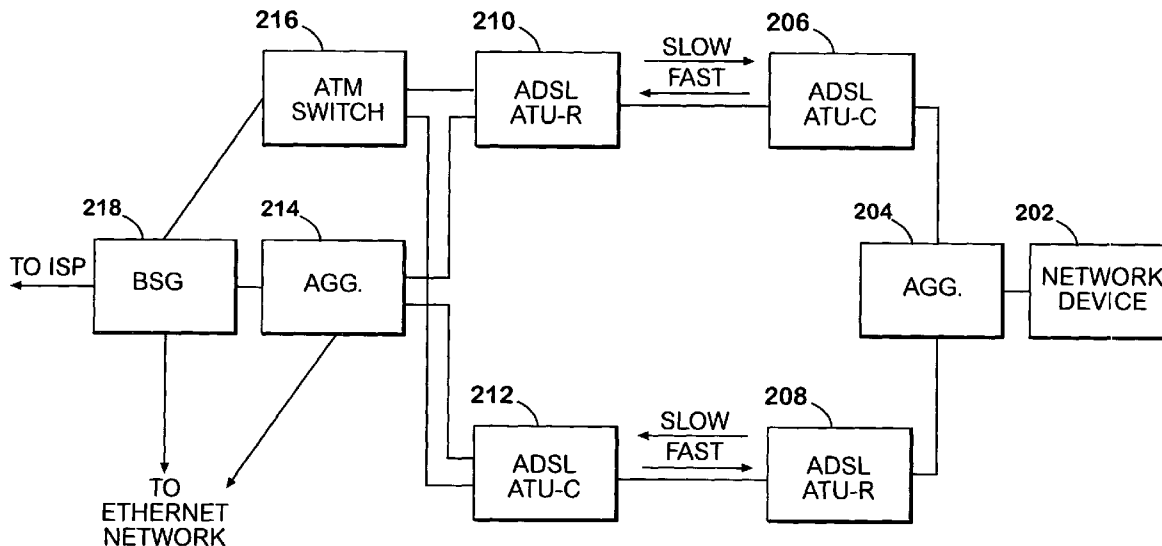 216
ATM
SWITCH
210
ADSL
ATU-R
SLOW
FAST
206
ADSL
ATU-C
218
BSG
TO ISP
214
AGG.
204
AGG.
202
NETWORK
DEVICE
212
ADSL
ATU-C
SLOW
FAST
208
ADSL
ATU-R
TO
ETHERNET
NETWORK